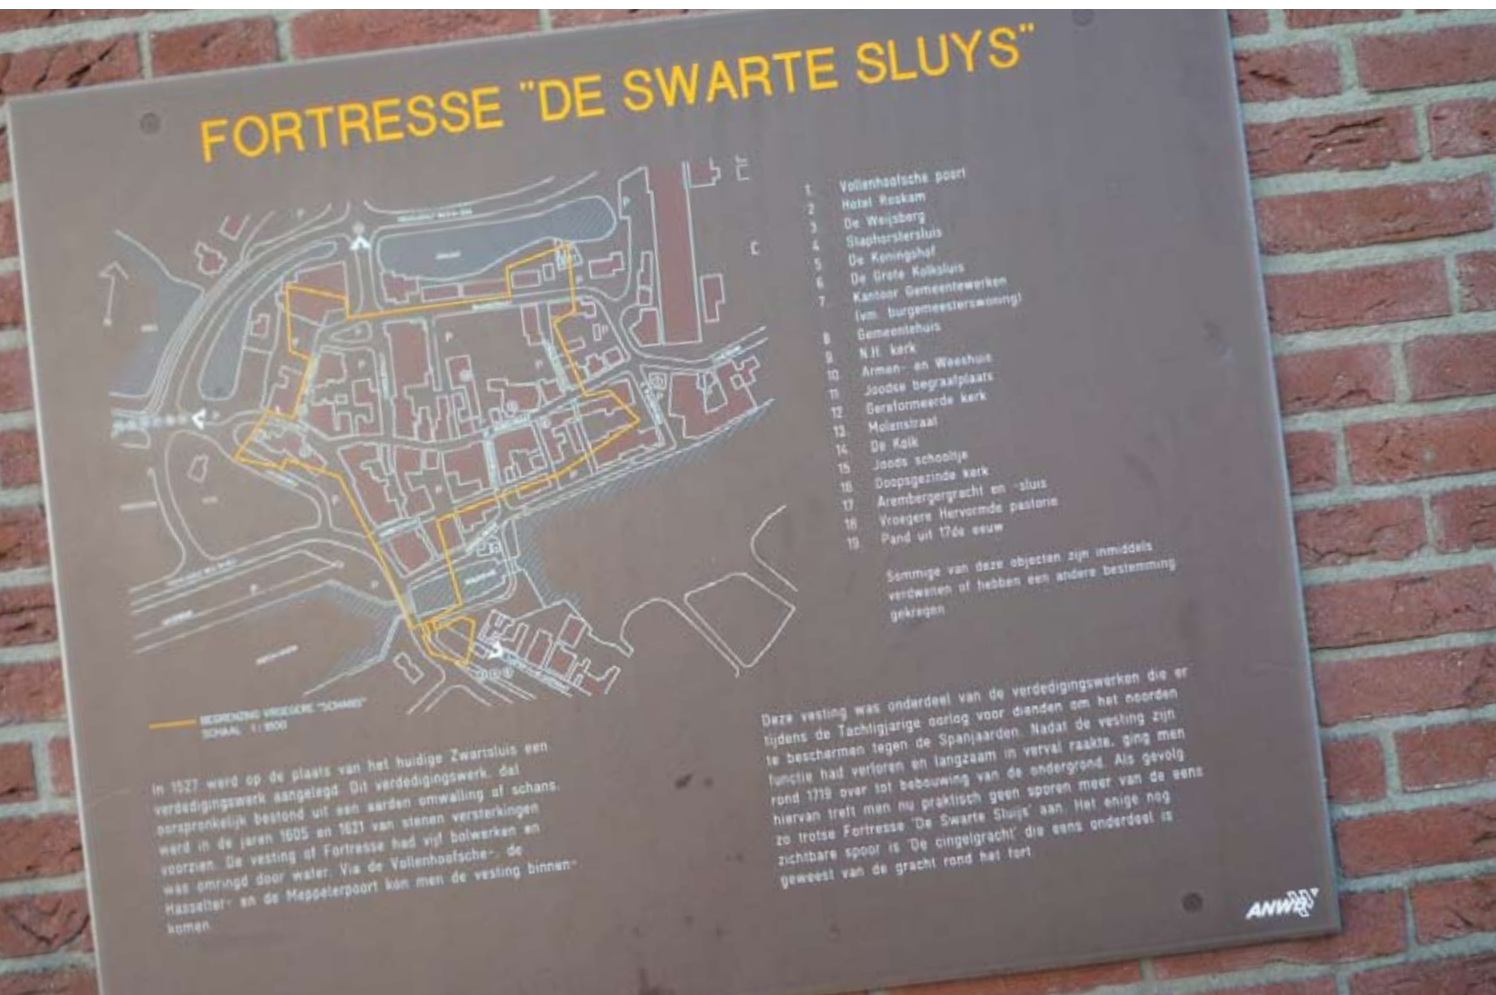 FORTRESSE "DE SWARTE SLUYS"
1 Vollenhoofsche poort
2 Hotel Roskam
3 De Weijsberg
4 Staphorstersluis
5 De Koningshof
6 De Grote Kolksluis
7 Kantoor Gemeentewerken
(vm. burgemeesterswoning)
8 Gemeentehuis
9 N.H. kerk
10 Armen- en Weeshuis
11 Joodse begraafplaats
12 Gereformeerde kerk
13 Molenstraat
14 De Kolk
15 Joods schooltje
16 Doopsgezinde kerk
17 Arembergergracht en -sluis
18 Vroegere Hervormde pastorie
19 Pand uit 17de eeuw
Sommige van deze objecten zijn inmiddels
verdwenen of hebben een andere bestemming
gekregen
BEGRENZING VROEGERE "SCHANS"
SCHAAL 1:1600
In 1527 werd op de plaats van het huidige Zwartsluis een
verdedigingswerk aangelegd. Dit verdedigingswerk, dat
oorspronkelijk bestond uit een aarden omwalling of schans,
werd in de jaren 1605 en 1621 van stenen versterkingen
voorzien. De vesting of Fortresse had vijf bolwerken en
was omringd door water. Via de Vollenhoofsche-, de
Hasselter- en de Meppelerpoort kon men de vesting binnen-
komen.
Deze vesting was onderdeel van de verdedigingswerken die er
tijdens de Tachtigjarige oorlog voor dienden om het noorden
te beschermen tegen de Spanjaarden. Nadat de vesting zijn
functie had verloren en langzaam in verval raakte, ging men
rond 1719 over tot bebouwing van de ondergrond. Als gevolg
hiervan treft men nu praktisch geen sporen meer van de eens
zo trotse Fortresse 'De Swarte Sluijs' aan. Het enige nog
zichtbare spoor is 'De cingelgracht' die eens onderdeel is
geweest van de gracht rond het fort.
ANWB